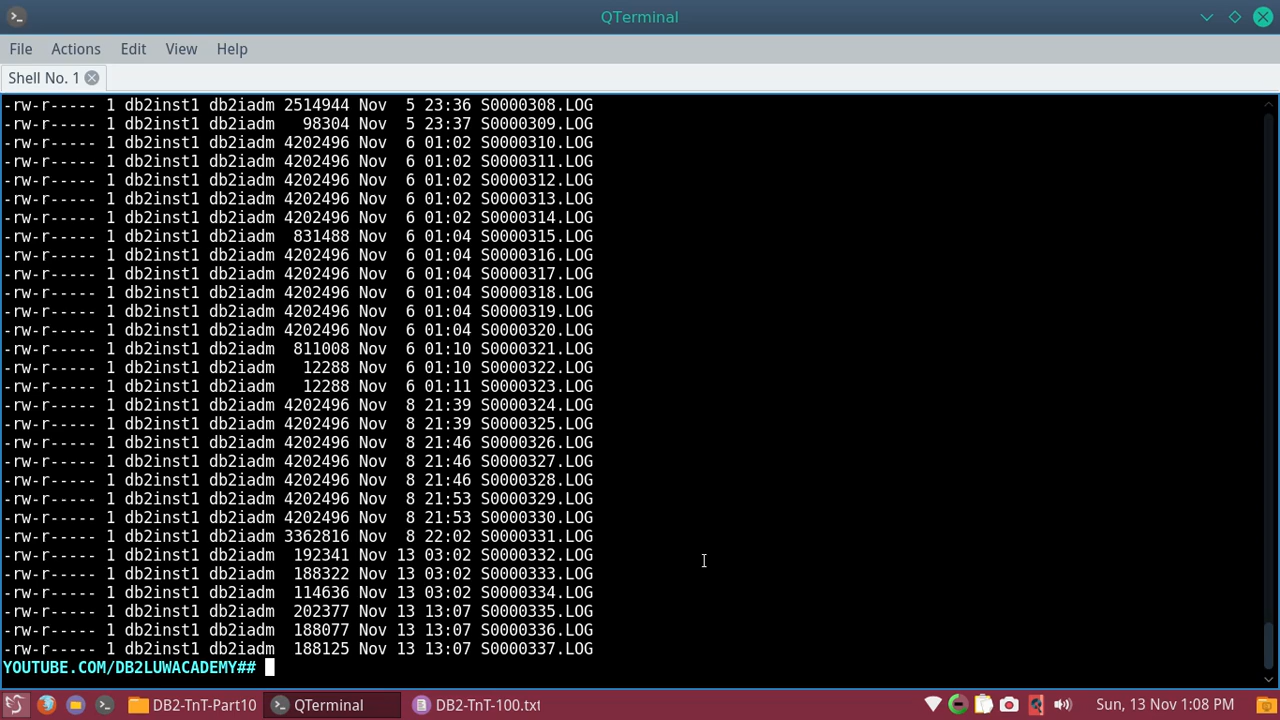 QTerminal
File Actions Edit View Help
Shell No. 1
-rw-r----- 1 db2inst1 db2iadm 2514944 Nov  5 23:36 S0000308.LOG
-rw-r----- 1 db2inst1 db2iadm   98304 Nov  5 23:37 S0000309.LOG
-rw-r----- 1 db2inst1 db2iadm 4202496 Nov  6 01:02 S0000310.LOG
-rw-r----- 1 db2inst1 db2iadm 4202496 Nov  6 01:02 S0000311.LOG
-rw-r----- 1 db2inst1 db2iadm 4202496 Nov  6 01:02 S0000312.LOG
-rw-r----- 1 db2inst1 db2iadm 4202496 Nov  6 01:02 S0000313.LOG
-rw-r----- 1 db2inst1 db2iadm 4202496 Nov  6 01:02 S0000314.LOG
-rw-r----- 1 db2inst1 db2iadm  831488 Nov  6 01:04 S0000315.LOG
-rw-r----- 1 db2inst1 db2iadm 4202496 Nov  6 01:04 S0000316.LOG
-rw-r----- 1 db2inst1 db2iadm 4202496 Nov  6 01:04 S0000317.LOG
-rw-r----- 1 db2inst1 db2iadm 4202496 Nov  6 01:04 S0000318.LOG
-rw-r----- 1 db2inst1 db2iadm 4202496 Nov  6 01:04 S0000319.LOG
-rw-r----- 1 db2inst1 db2iadm 4202496 Nov  6 01:04 S0000320.LOG
-rw-r----- 1 db2inst1 db2iadm  811008 Nov  6 01:10 S0000321.LOG
-rw-r----- 1 db2inst1 db2iadm   12288 Nov  6 01:10 S0000322.LOG
-rw-r----- 1 db2inst1 db2iadm   12288 Nov  6 01:11 S0000323.LOG
-rw-r----- 1 db2inst1 db2iadm 4202496 Nov  8 21:39 S0000324.LOG
-rw-r----- 1 db2inst1 db2iadm 4202496 Nov  8 21:39 S0000325.LOG
-rw-r----- 1 db2inst1 db2iadm 4202496 Nov  8 21:46 S0000326.LOG
-rw-r----- 1 db2inst1 db2iadm 4202496 Nov  8 21:46 S0000327.LOG
-rw-r----- 1 db2inst1 db2iadm 4202496 Nov  8 21:46 S0000328.LOG
-rw-r----- 1 db2inst1 db2iadm 4202496 Nov  8 21:53 S0000329.LOG
-rw-r----- 1 db2inst1 db2iadm 4202496 Nov  8 21:53 S0000330.LOG
-rw-r----- 1 db2inst1 db2iadm 3362816 Nov  8 22:02 S0000331.LOG
-rw-r----- 1 db2inst1 db2iadm  192341 Nov 13 03:02 S0000332.LOG
-rw-r----- 1 db2inst1 db2iadm  188322 Nov 13 03:02 S0000333.LOG
-rw-r----- 1 db2inst1 db2iadm  114636 Nov 13 03:02 S0000334.LOG
-rw-r----- 1 db2inst1 db2iadm  202377 Nov 13 13:07 S0000335.LOG
-rw-r----- 1 db2inst1 db2iadm  188077 Nov 13 13:07 S0000336.LOG
-rw-r----- 1 db2inst1 db2iadm  188125 Nov 13 13:07 S0000337.LOG
YOUTUBE.COM/DB2LUWACADEMY##
DB2-TnT-Part10 QTerminal DB2-TnT-100.txt Sun, 13 Nov 1:08 PM